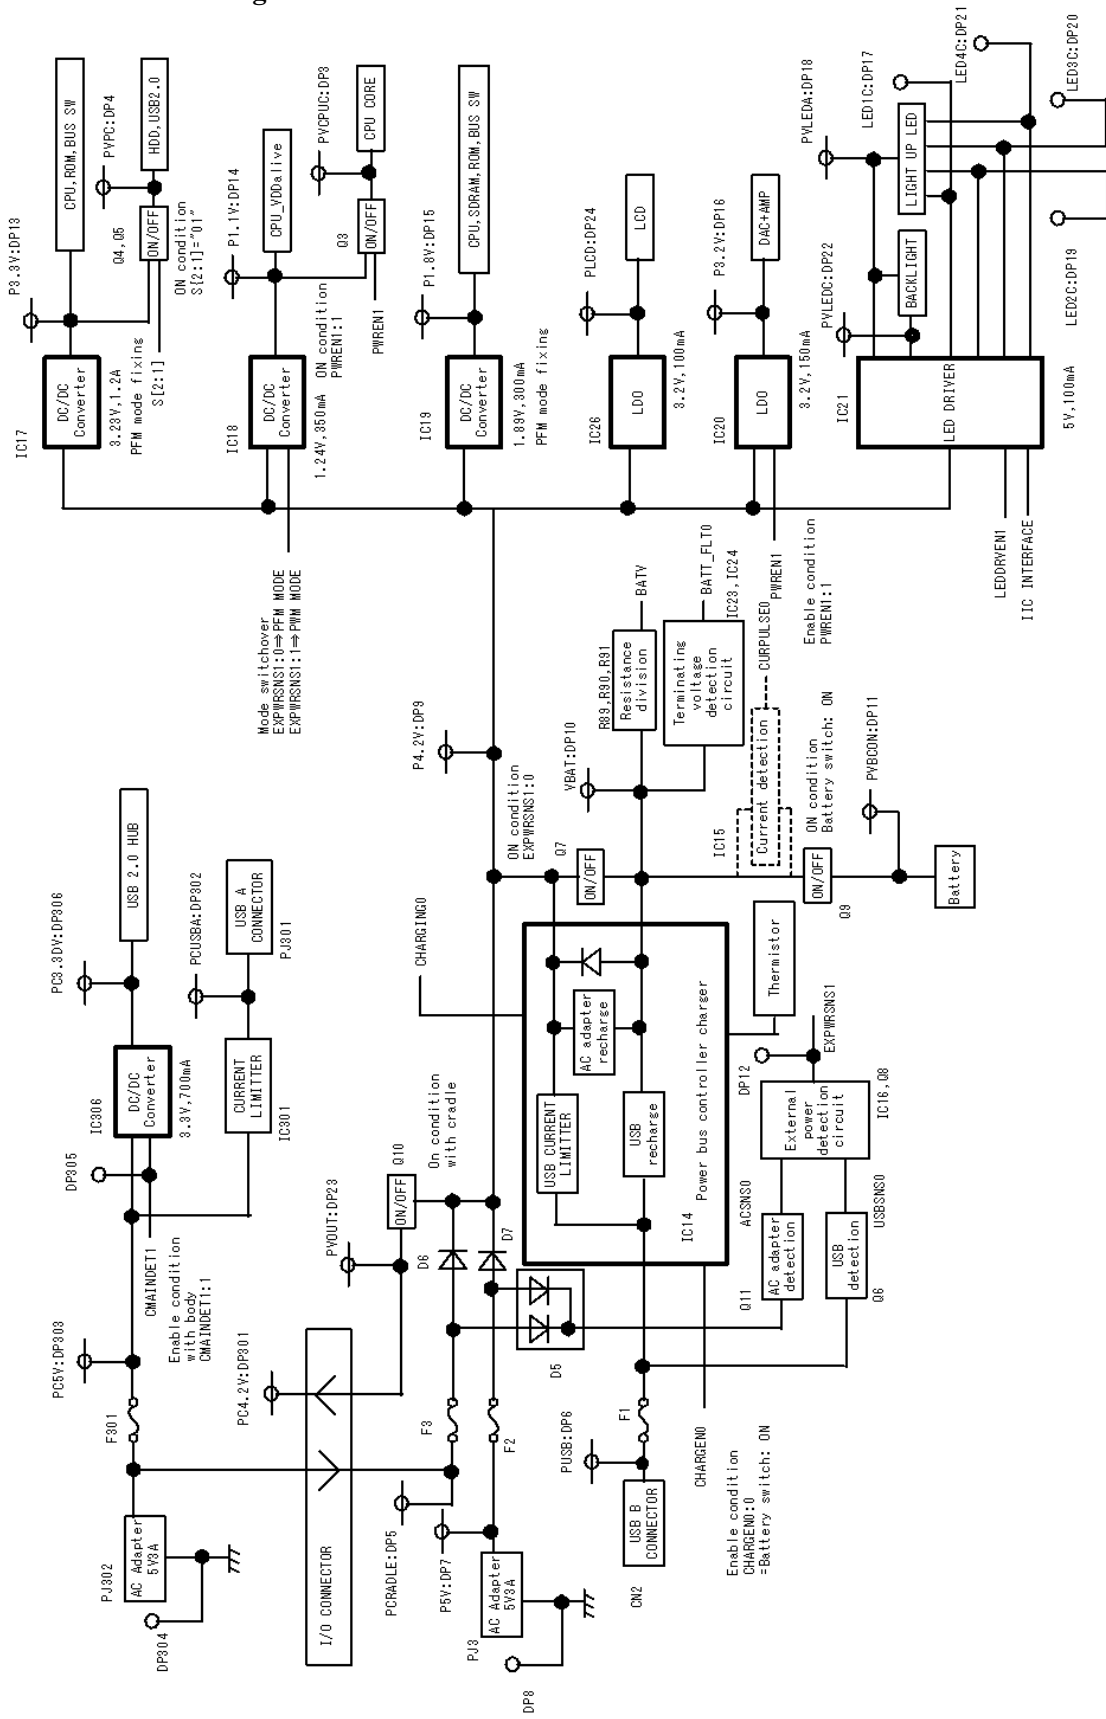 PJ302
AC Adapter
5V3A
DP304
F301
PC5V:DP303
CMAINDET1
Enable condition
with body
CMAINDET1:1
DP305
IC306
DC/DC
Converter
3.3V,700mA
PC3.3DV:DP306
USB 2.0 HUB
CURRENT
LIMITTER
IC301
PCUSBA:DP302
USB A
CONNECTOR
PJ301
I/O CONNECTOR
PC4.2V:DP301
PVOUT:DP23
Q10
ON/OFF
On condition
with cradle
PCRADLE:DP5
F3
D6
P5V:DP7
F2
D7
PJ3
AC Adapter
5V3A
DP8
D5
CHARGING0
P4.2V:DP9
ON condition
EXPWRSNS1:0
Q7
ON/OFF
PUSB:DP6
F1
CN2
USB B
CONNECTOR
CHARGEN0
Enable condition
CHARGEN0:0
=Battery switch: ON
IC14
Power bus controller charger
USB CURRENT
LIMITTER
AC adapter
recharge
USB
recharge
Thermistor
Q11
AC adapter
detection
ACSNS0
Q6
USB
detection
USBSNS0
External
power
detection
circuit
IC16,Q8
DP12
EXPWRSNS1
VBAT:DP10
R89,R90,R91
Resistance
division
BATV
Terminating
voltage
detection
circuit
BATT_FLT0
IC23,IC24
IC15
Current detection
CURPULSE0
ON condition
Battery switch: ON
ON/OFF
Q9
PVBCON:DP11
Battery
Mode switchover
EXPWRSNS1:0⇒PFM MODE
EXPWRSNS1:1⇒PWM MODE
IC17
DC/DC
Converter
3.23V,1.2A
PFM mode fixing
S[2:1]
P3.3V:DP13
CPU,ROM,BUS SW
Q4,Q5
ON/OFF
ON condition
S[2:1]="01"
PVPC:DP4
HDD,USB2.0
IC18
DC/DC
Converter
1.24V,350mA
ON condition
PWREN1:1
P1.1V:DP14
CPU_VDDalive
Q3
ON/OFF
PWREN1
PVCPUC:DP3
CPU CORE
IC19
DC/DC
Converter
1.89V,300mA
PFM mode fixing
P1.8V:DP15
CPU,SDRAM,ROM,BUS SW
IC26
LDO
3.2V,100mA
PLCD:DP24
LCD
IC20
LDO
3.2V,150mA
P3.2V:DP16
DAC+AMP
PWREN1
Enable condition
PWREN1:1
IC21
LED DRIVER
5V,100mA
LEDDRVEN1
IIC INTERFACE
PVLEDC:DP22
BACKLIGHT
PVLEDA:DP18
LIGHT UP LED
LED1C:DP17
LED4C:DP21
LED2C:DP19
LED3C:DP20